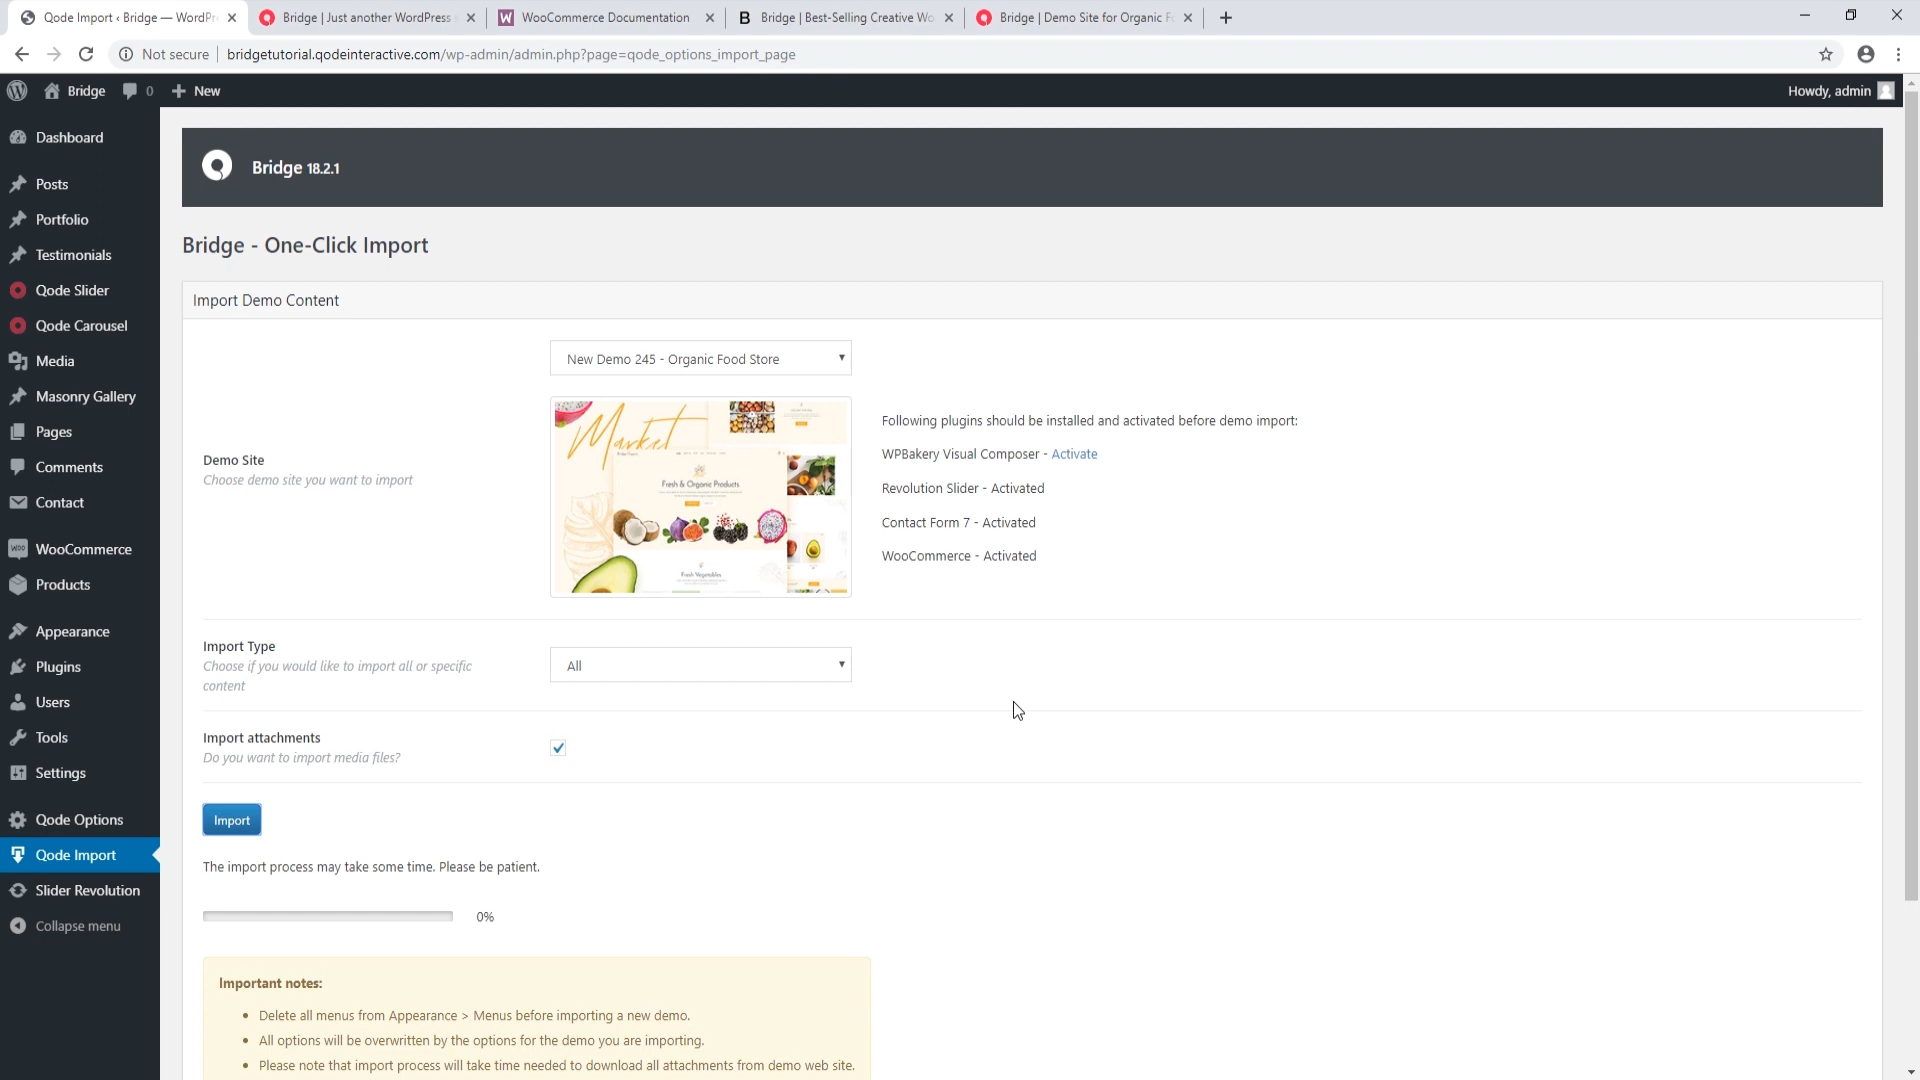 Qode Import ‹ Bridge — WordPr
Bridge | Just another WordPress
WooCommerce Documentation
Bridge | Best-Selling Creative Wo
Bridge | Demo Site for Organic F
Not secure
bridgetutorial.qodeinteractive.com/wp-admin/admin.php?page=qode_options_import_page
Bridge
0
New
Howdy, admin
Dashboard
Posts
Portfolio
Testimonials
Qode Slider
Qode Carousel
Media
Masonry Gallery
Pages
Comments
Contact
WooCommerce
Products
Appearance
Plugins
Users
Tools
Settings
Qode Options
Qode Import
Slider Revolution
Collapse menu
Bridge 18.2.1
Bridge - One-Click Import
Import Demo Content
Demo Site
Choose demo site you want to import
New Demo 245 - Organic Food Store
Market
Fresh & Organic Products
Fresh Vegetables
Following plugins should be installed and activated before demo import:
WPBakery Visual Composer - Activate
Revolution Slider - Activated
Contact Form 7 - Activated
WooCommerce - Activated
Import Type
Choose if you would like to import all or specific
content
All
Import attachments
Do you want to import media files?
Import
The import process may take some time. Please be patient.
0%
Important notes:
• Delete all menus from Appearance > Menus before importing a new demo.
• All options will be overwritten by the options for the demo you are importing.
• Please note that import process will take time needed to download all attachments from demo web site.